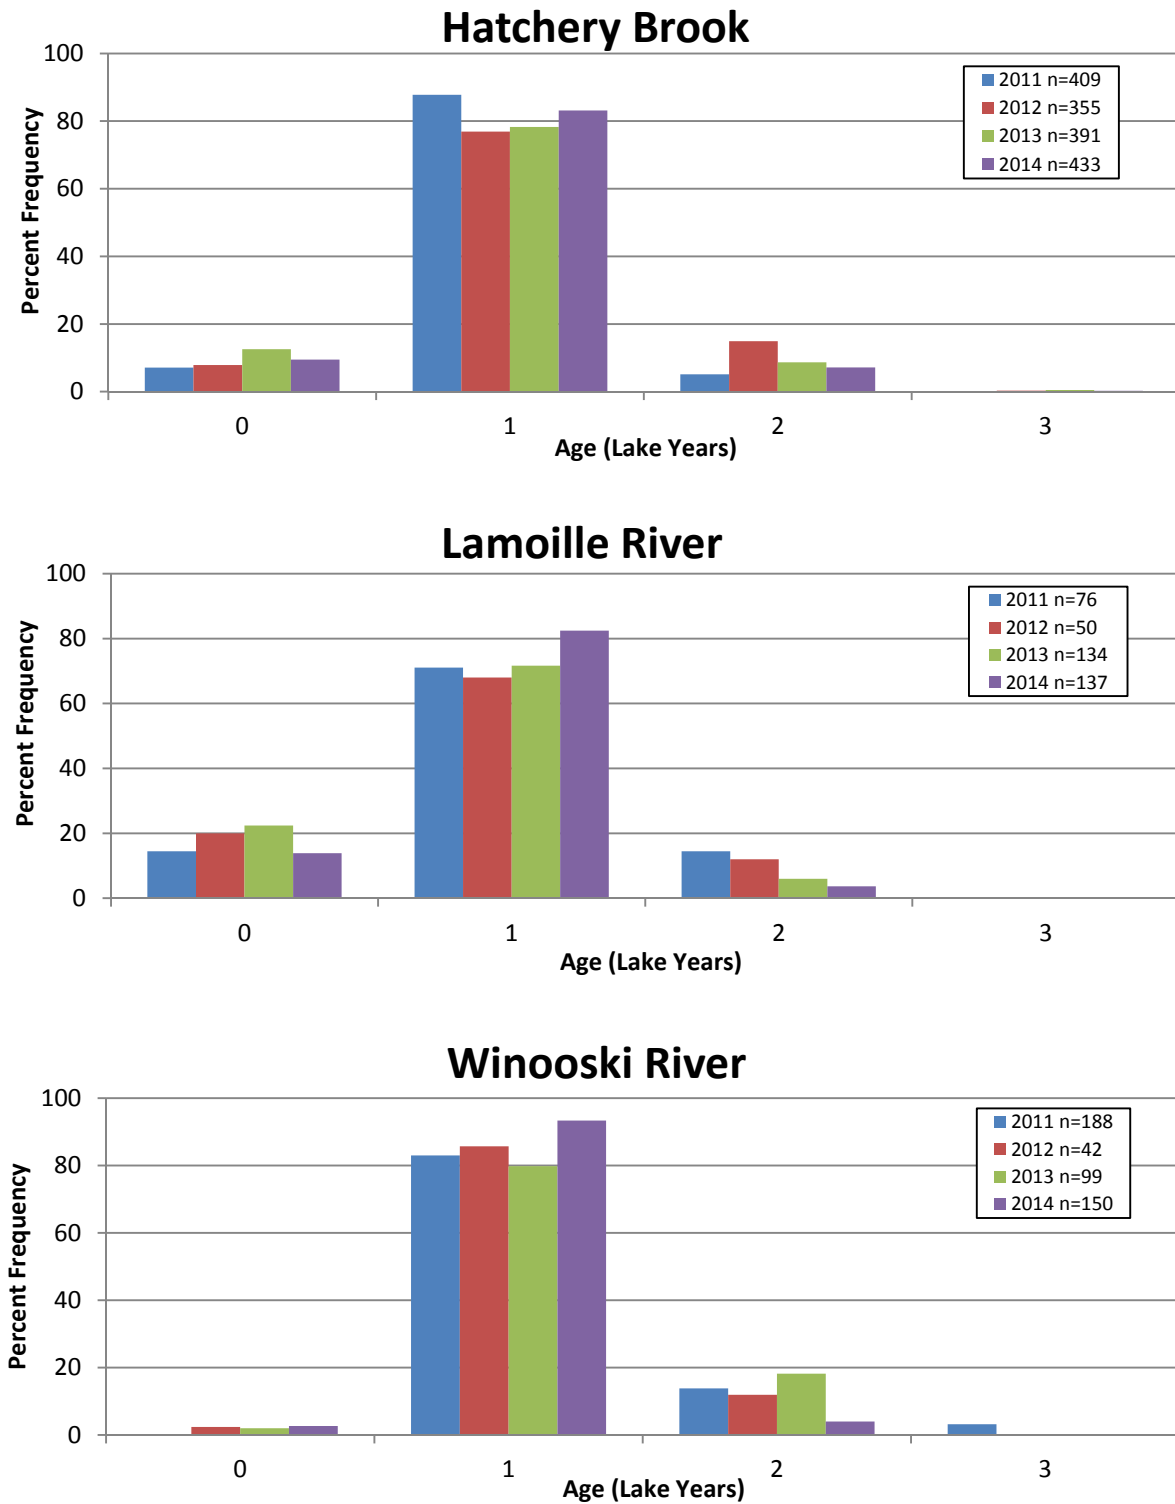 Hatchery Brook
100
80
60
40
20
0
Percent Frequency
2011 n=409
2012 n=355
2013 n=391
2014 n=433
0 1 2 3
Age (Lake Years)
Lamoille River
100
80
60
40
20
0
Percent Frequency
2011 n=76
2012 n=50
2013 n=134
2014 n=137
0 1 2 3
Age (Lake Years)
Winooski River
100
80
60
40
20
0
Percent Frequency
2011 n=188
2012 n=42
2013 n=99
2014 n=150
0 1 2 3
Age (Lake Years)